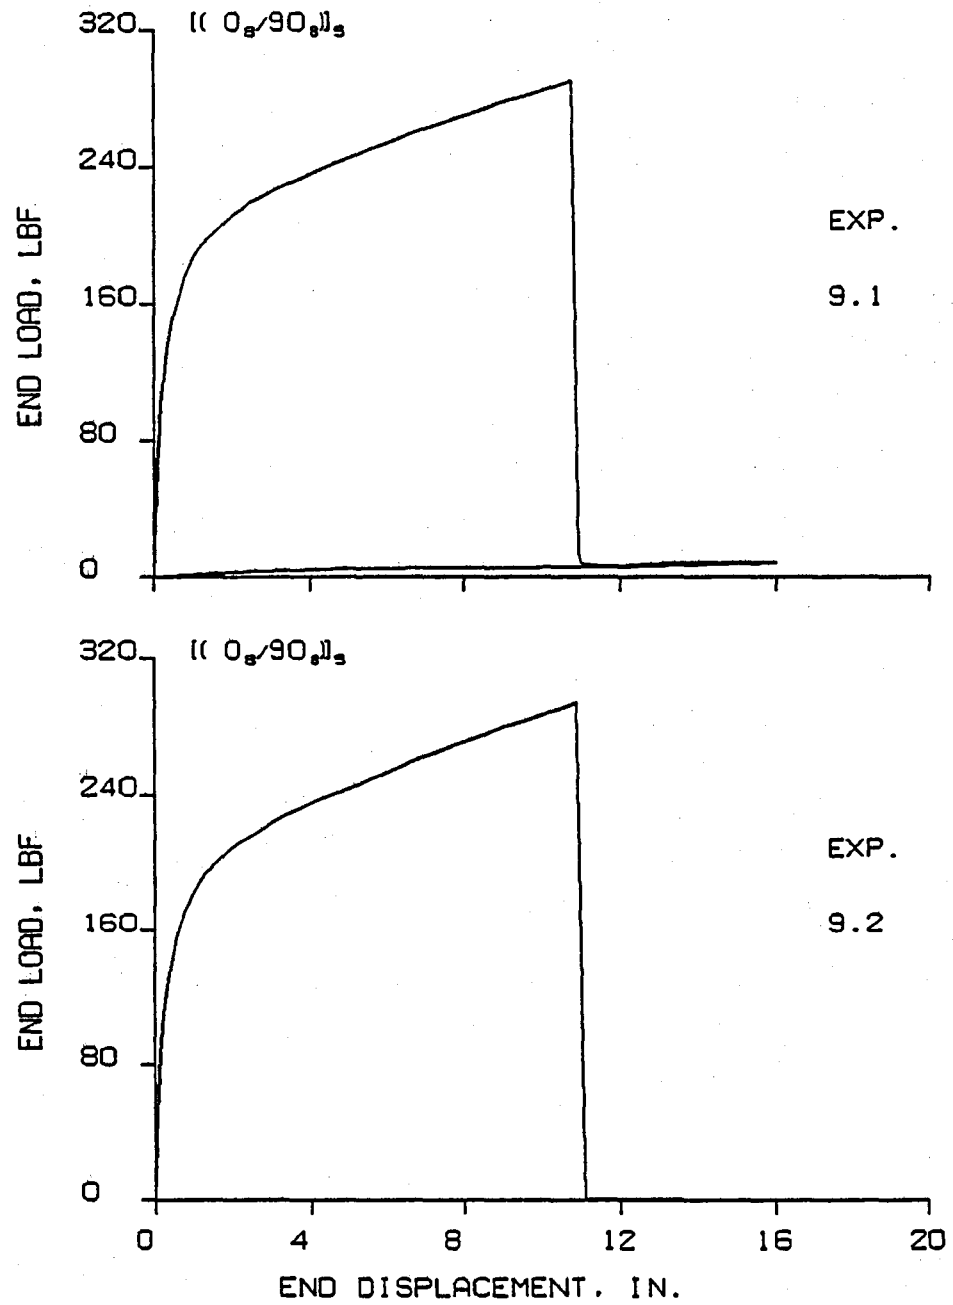 320
[( 0₈/90₈)]ₛ
240
160
80
0
END LOAD, LBF
EXP.
9.1
320
[( 0₈/90₈)]ₛ
240
160
80
0
END LOAD, LBF
EXP.
9.2
0 4 8 12 16 20
END DISPLACEMENT, IN.